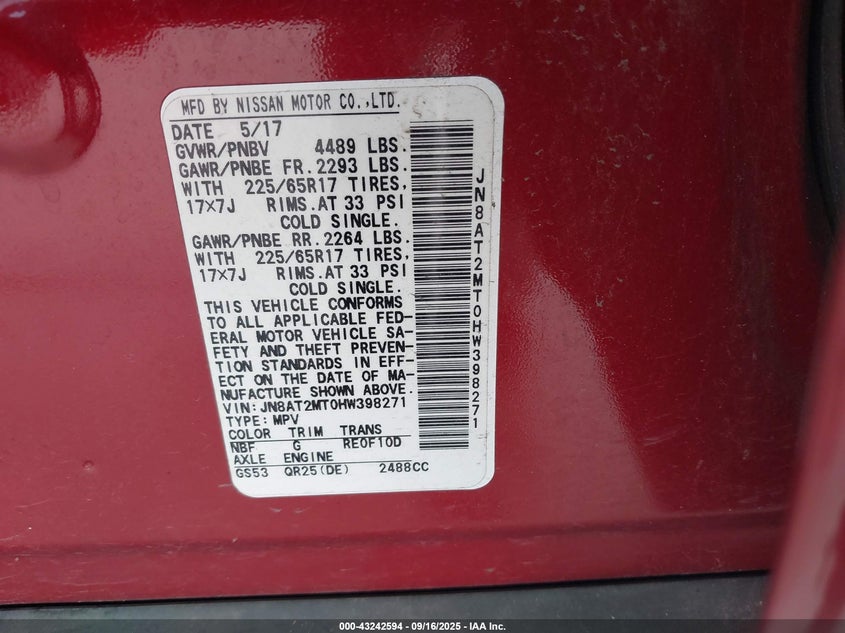 MFD BY NISSAN MOTOR CO.,LTD.
DATE 5/17
GVWR/PNBV 4489 LBS.
GAWR/PNBE FR.2293 LBS.
WITH 225/65R17 TIRES,
17×7J RIMS.AT 33 PSI
COLD SINGLE.
GAWR/PNBE RR.2264 LBS.
WITH 225/65R17 TIRES,
17×7J RIMS.AT 33 PSI
COLD SINGLE.
THIS VEHICLE CONFORMS
TO ALL APPLICABLE FED-
ERAL MOTOR VEHICLE SA-
FETY AND THEFT PREVEN-
TION STANDARDS IN EFF-
ECT ON THE DATE OF MA-
NUFACTURE SHOWN ABOVE.
VIN:JN8AT2MT0HW398271
TYPE:MPV
COLOR TRIM TRANS
NBF G RE0F10D
AXLE ENGINE
GS53 QR25(DE) 2488CC
JN8AT2MT0HW398271
000-43242594 - 09/16/2025 - IAA Inc.